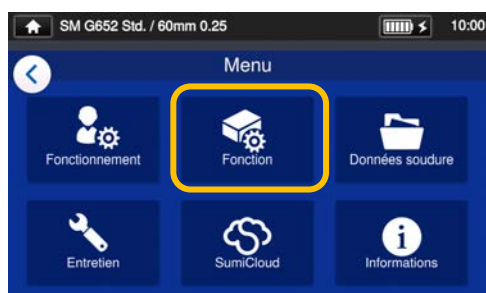 SM G652 Std. / 60mm 0.25 10:00
Menu
Fonctionnement Fonction Données soudure
Entretien SumiCloud Informations